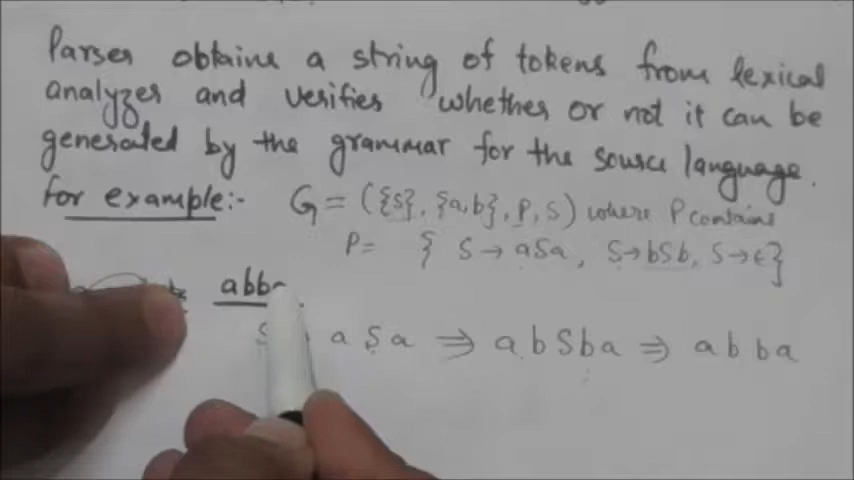 Parser obtains a string of tokens from lexical
analyzer and verifies whether or not it can be
generated by the grammar for the source language.
for example:- G = ({S}, {a,b}, P, S) where P contains
P = { S → aSa, S → bSb, S → ϵ}
abba
S a S a ⇒ a b S b a ⇒ a b b a